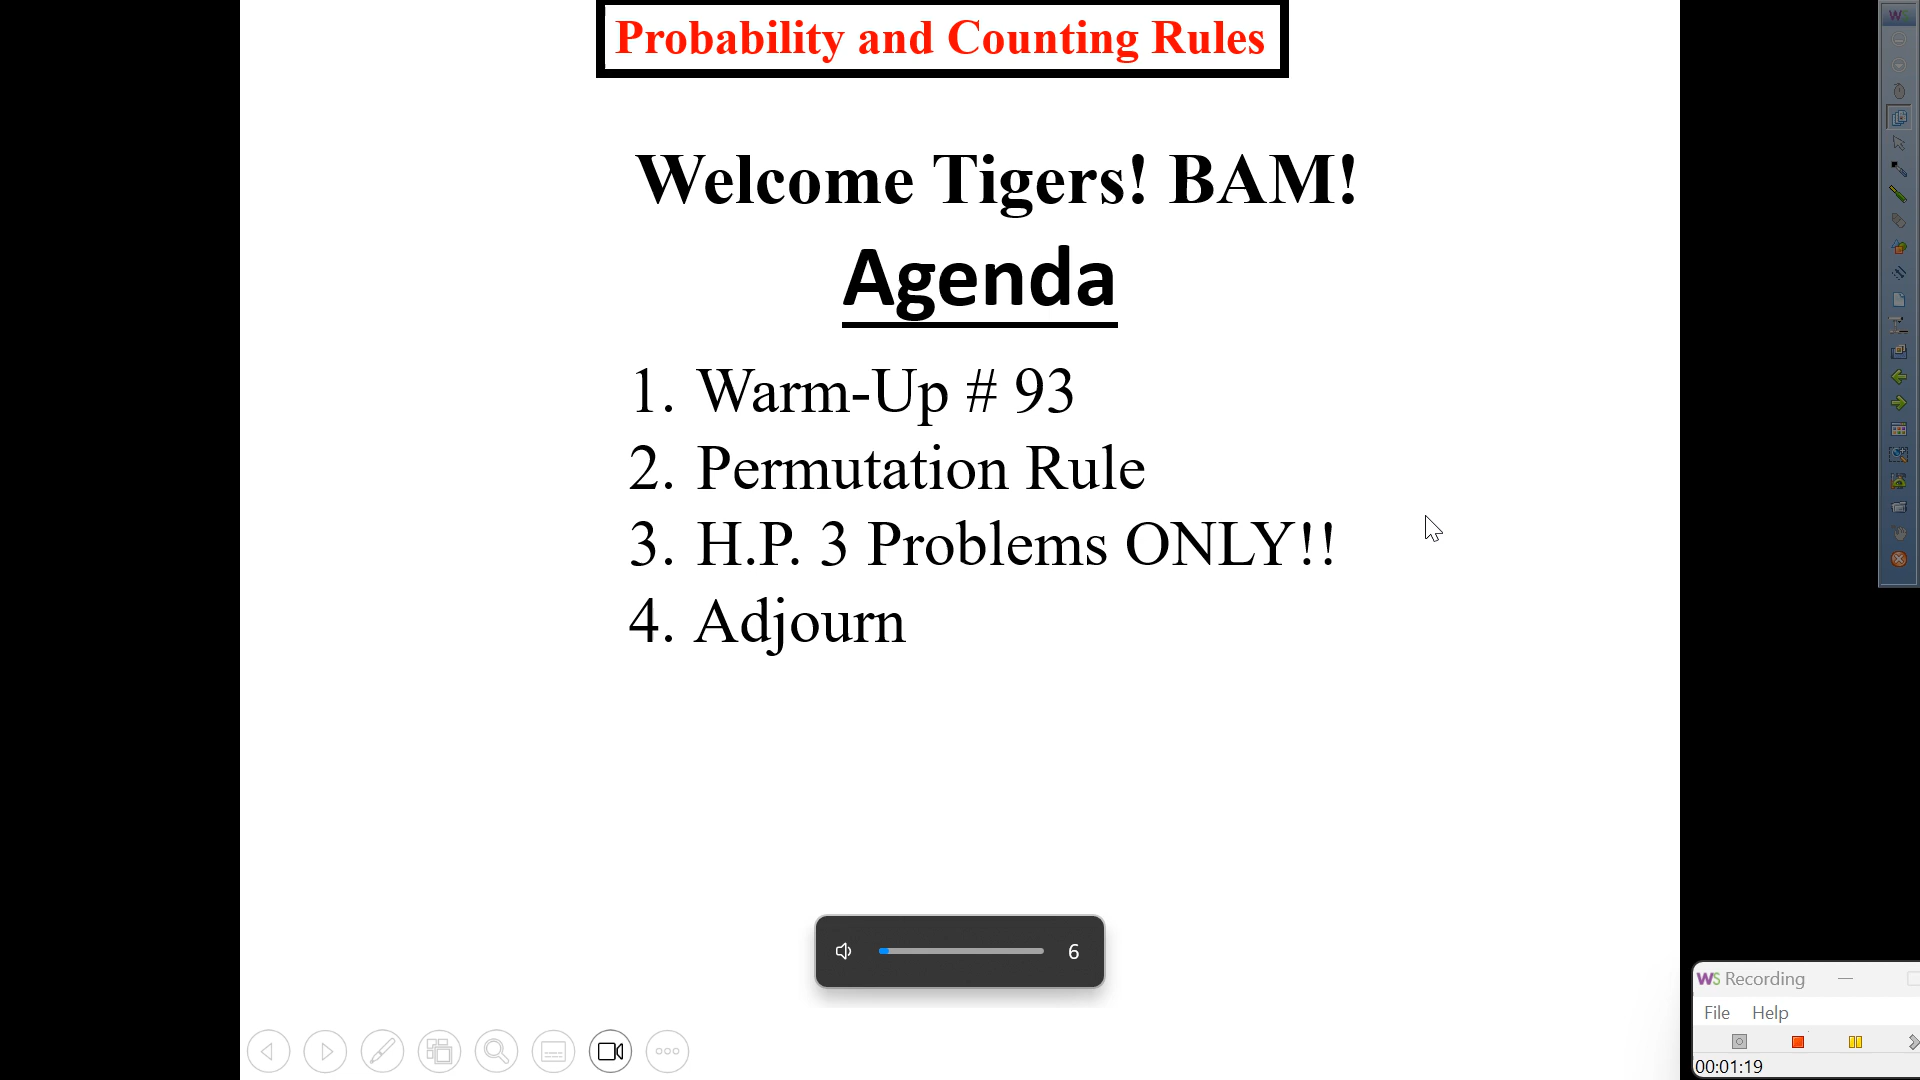 Probability and Counting Rules
Welcome Tigers! BAM!
Agenda
1. Warm-Up # 93
2. Permutation Rule
3. H.P. 3 Problems ONLY!!
4. Adjourn
6
WS
WS Recording
File Help
00:01:19